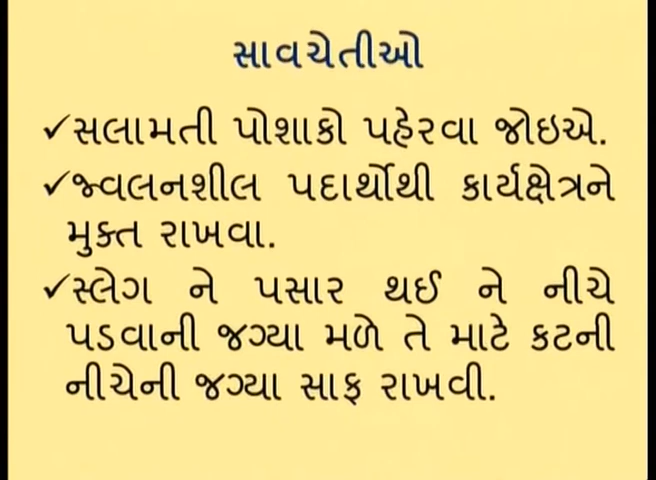 સાવચેતીઓ
✓સલામતી પોશાકો પહેરવા જોઇએ.
✓જ્વલનશીલ પદાર્થોથી કાર્યક્ષેત્રને
મુક્ત રાખવા.
✓સ્લેગ ને પસાર થઈ ને નીચે
પડવાની જગ્યા મળે તે માટે કટની
નીચેની જગ્યા સાફ રાખવી.